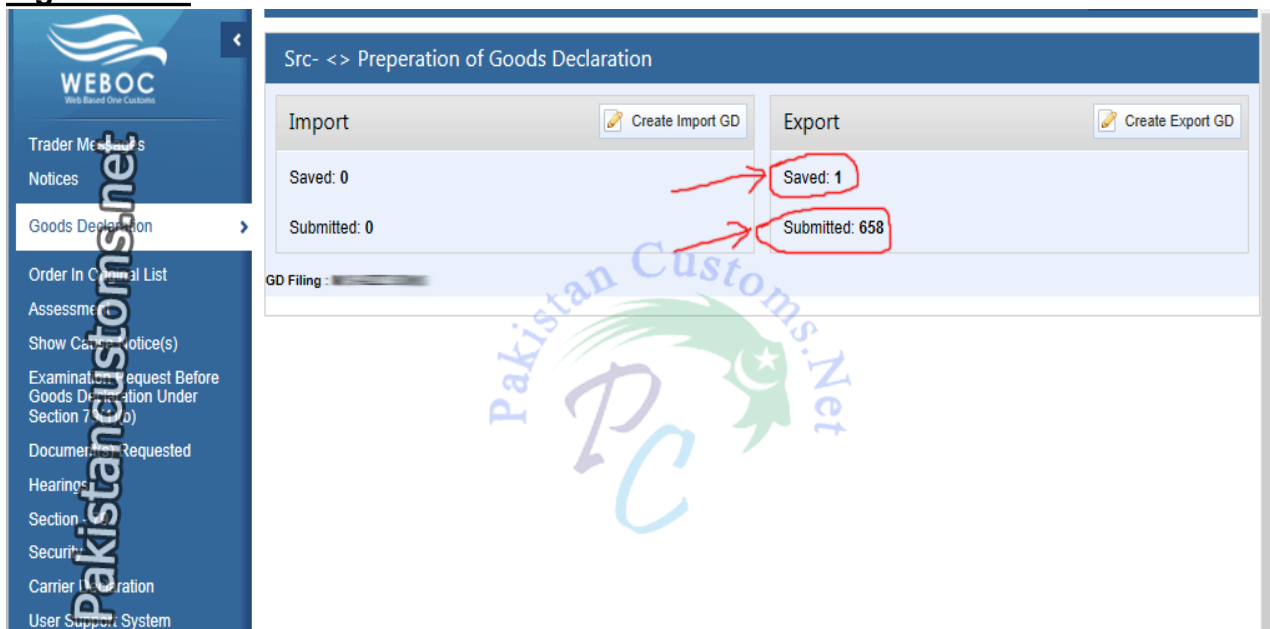 WEBOC
Web Based One Customs
Trader Messages
Notices
Goods Declaration
Order In Original List
Assessment
Show Cause Notice(s)
Examination Request Before
Goods Declaration Under
Section 79(1)(b)
Document(s) Requested
Hearings
Section -
Security
Carrier Declaration
User Support System
Src- <> Preperation of Goods Declaration
Import
Create Import GD
Saved: 0
Submitted: 0
Export
Create Export GD
Saved: 1
Submitted: 658
GD Filing :
Pakistan Customs.Net
PC
Pakistancustoms.net